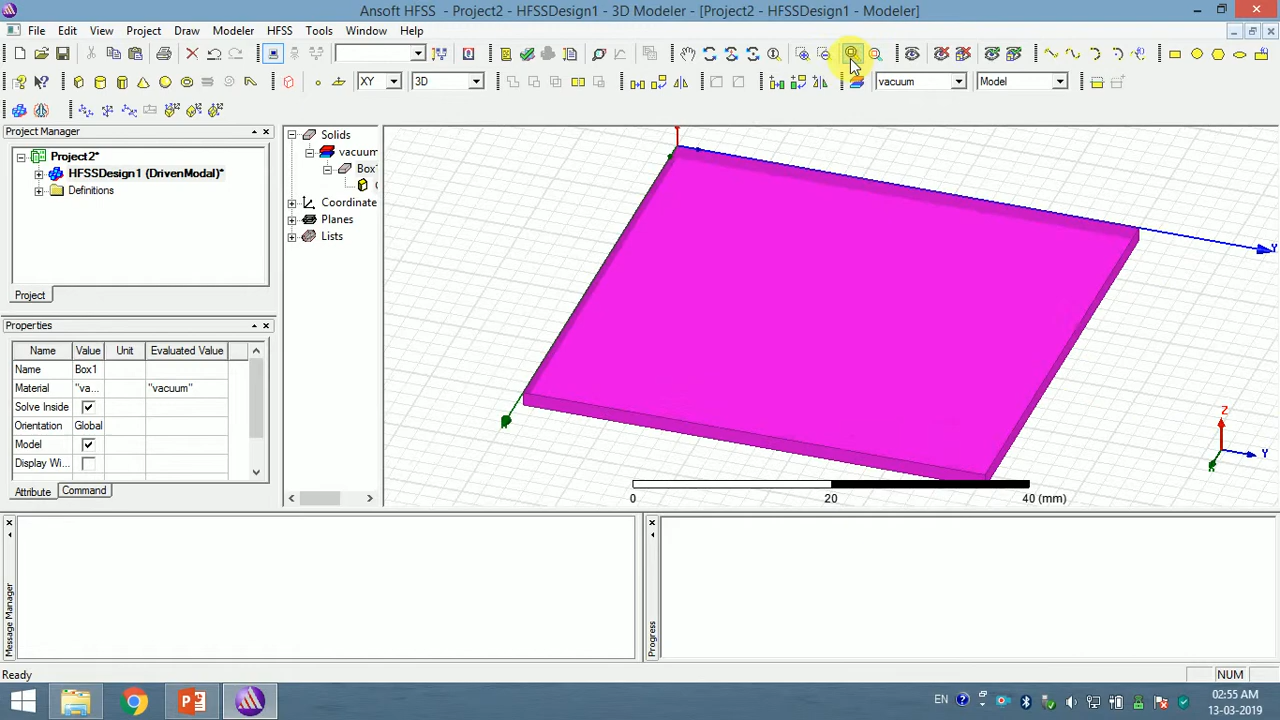 Ansoft HFSS - Project2 - HFSSDesign1 - 3D Modeler - [Project2 - HFSSDesign1 - Modeler]
File Edit View Project Draw Modeler HFSS Tools Window Help
XY 3D vacuum Model
Project Manager
Project2*
HFSSDesign1 (DrivenModal)*
Definitions
Project
Solids
vacuum
Box
Coordinate
Planes
Lists
Properties
Name Value Unit Evaluated Value
Name Box1
Material "va... "vacuum"
Solve Inside
Orientation Global
Model
Display Wi...
Attribute Command
Y
Z
Y
0 20 40 (mm)
Message Manager
Progress
Ready
NUM
EN
02:55 AM
13-03-2019